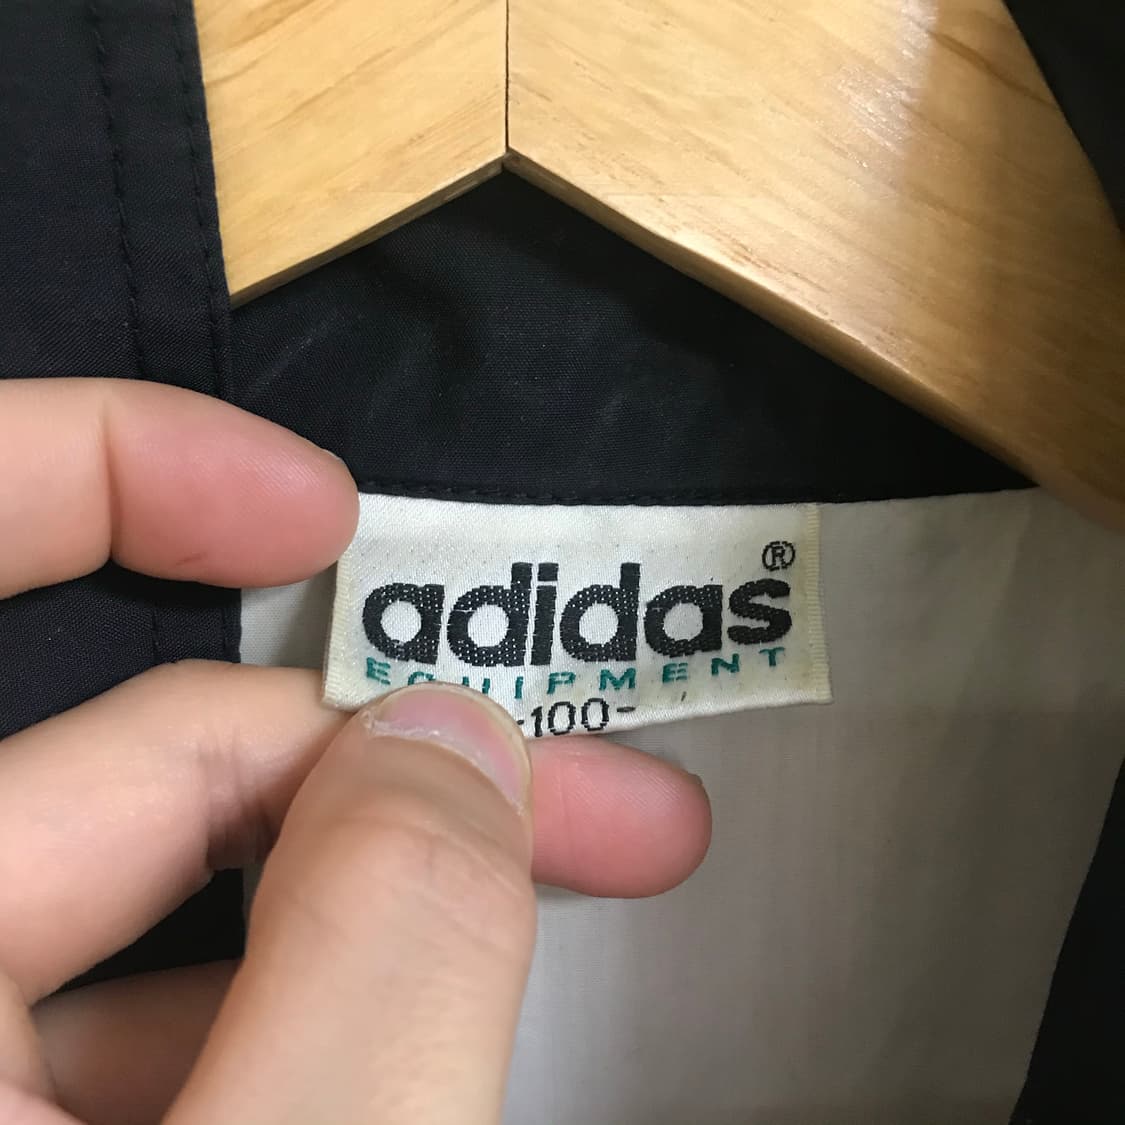 adidas®
EQUIPMENT
-100-